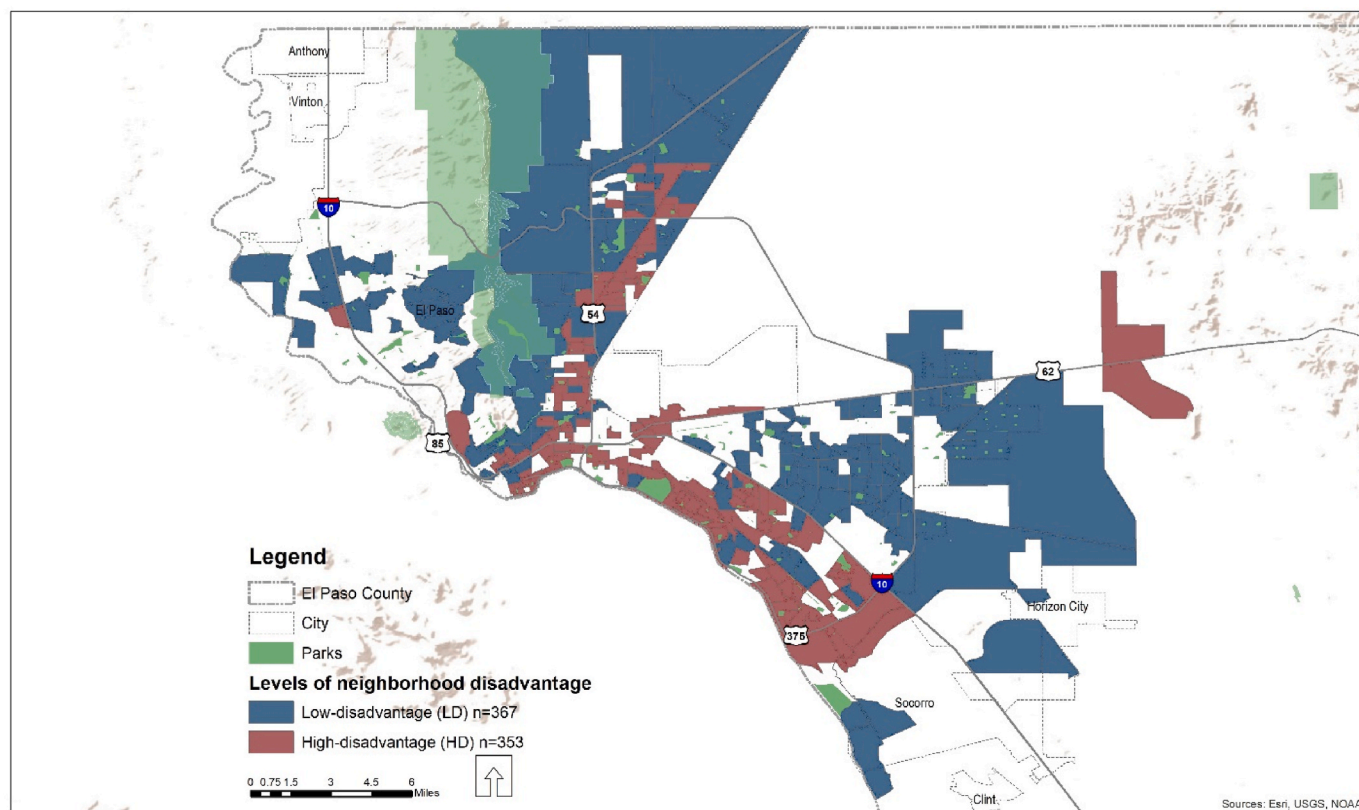 Anthony
Vinton
10
El Paso
54
62
85
10
Horizon City
375
Socorro
Clint
Legend
El Paso County
City
Parks
Levels of neighborhood disadvantage
Low-disadvantage (LD) n=367
High-disadvantage (HD) n=353
0 0.75 1.5 3 4.5 6
Miles
Sources: Esri, USGS, NOAA